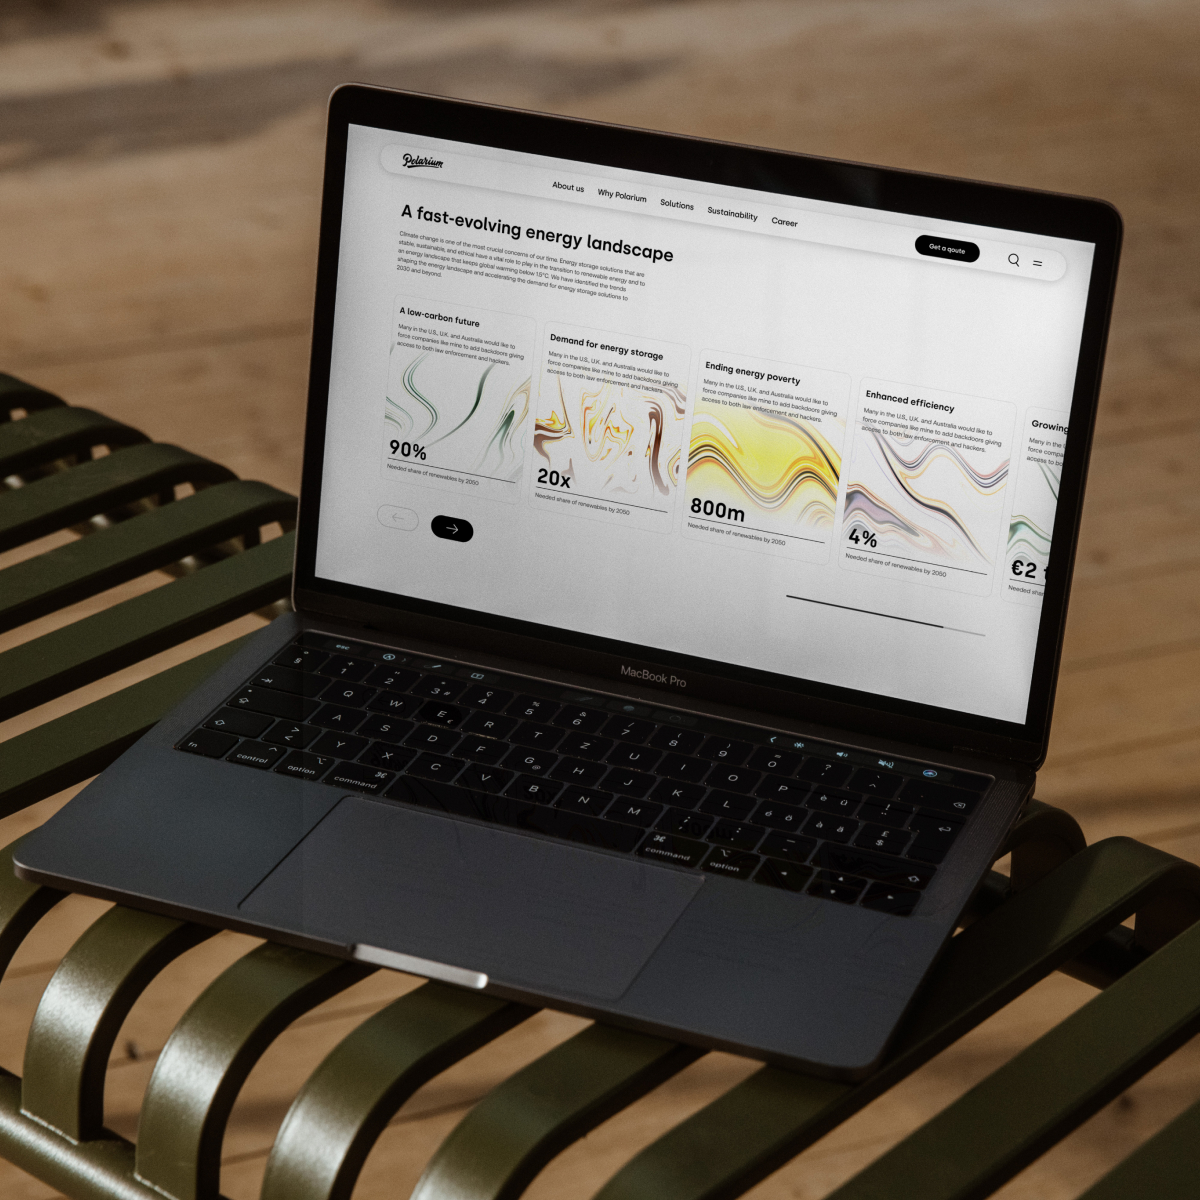 Polarium
About us
Why Polarium
Solutions
Sustainability
Career
Get a qoute
A fast-evolving energy landscape
Climate change is one of the most crucial concerns of our time. Energy storage solutions that are
stable, sustainable, and ethical have a vital role to play in the transition to renewable energy and to
an energy landscape that keeps global warming below 1.5°C. We have identified the trends
shaping the energy landscape and accelerating the demand for energy storage solutions to
2030 and beyond.
A low-carbon future
Many in the U.S., U.K. and Australia would like to
force companies like mine to add backdoors giving
access to both law enforcement and hackers.
90%
Needed share of renewables by 2050
Demand for energy storage
Many in the U.S., U.K. and Australia would like to
force companies like mine to add backdoors giving
access to both law enforcement and hackers.
20x
Needed share of renewables by 2050
Ending energy poverty
Many in the U.S., U.K. and Australia would like to
force companies like mine to add backdoors giving
access to both law enforcement and hackers.
800m
Needed share of renewables by 2050
Enhanced efficiency
Many in the U.S., U.K. and Australia would like to
force companies like mine to add backdoors giving
access to both law enforcement and hackers.
4%
Needed share of renewables by 2050
Growing
Many in the
force compa
access to bo
€2
Needed shar
MacBook Pro
esc
§ 1 2 3 4 5 6 7 8 9 0 ? ^
Q W E R T Z U I O P è ü !
A S D F G H J K L é ö à ä £ $
> < Y X C V B N M ; , : . _ -
fn control option command command option